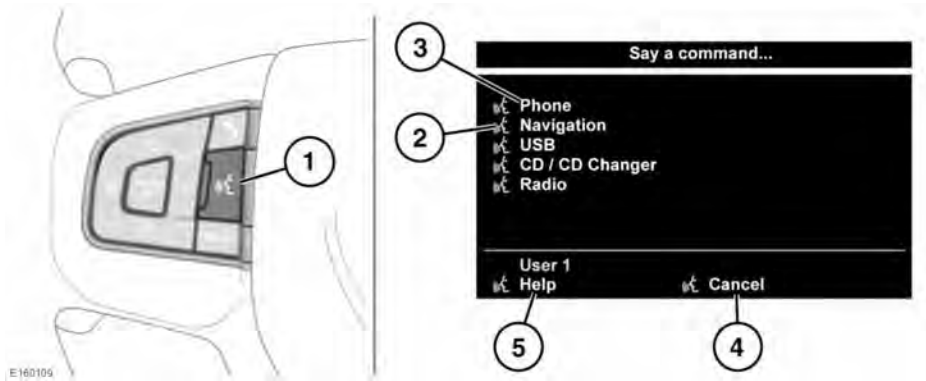 1
3
2
Say a command...
Phone
Navigation
USB
CD / CD Changer
Radio
User 1
Help
Cancel
5
4
E160109